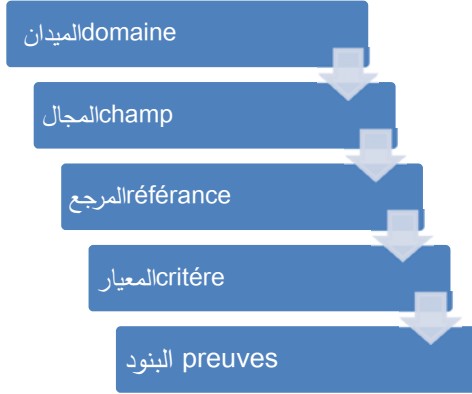 الميدانdomaine
المجالchamp
المرجعréférance
المعيارcritére
البنود preuves